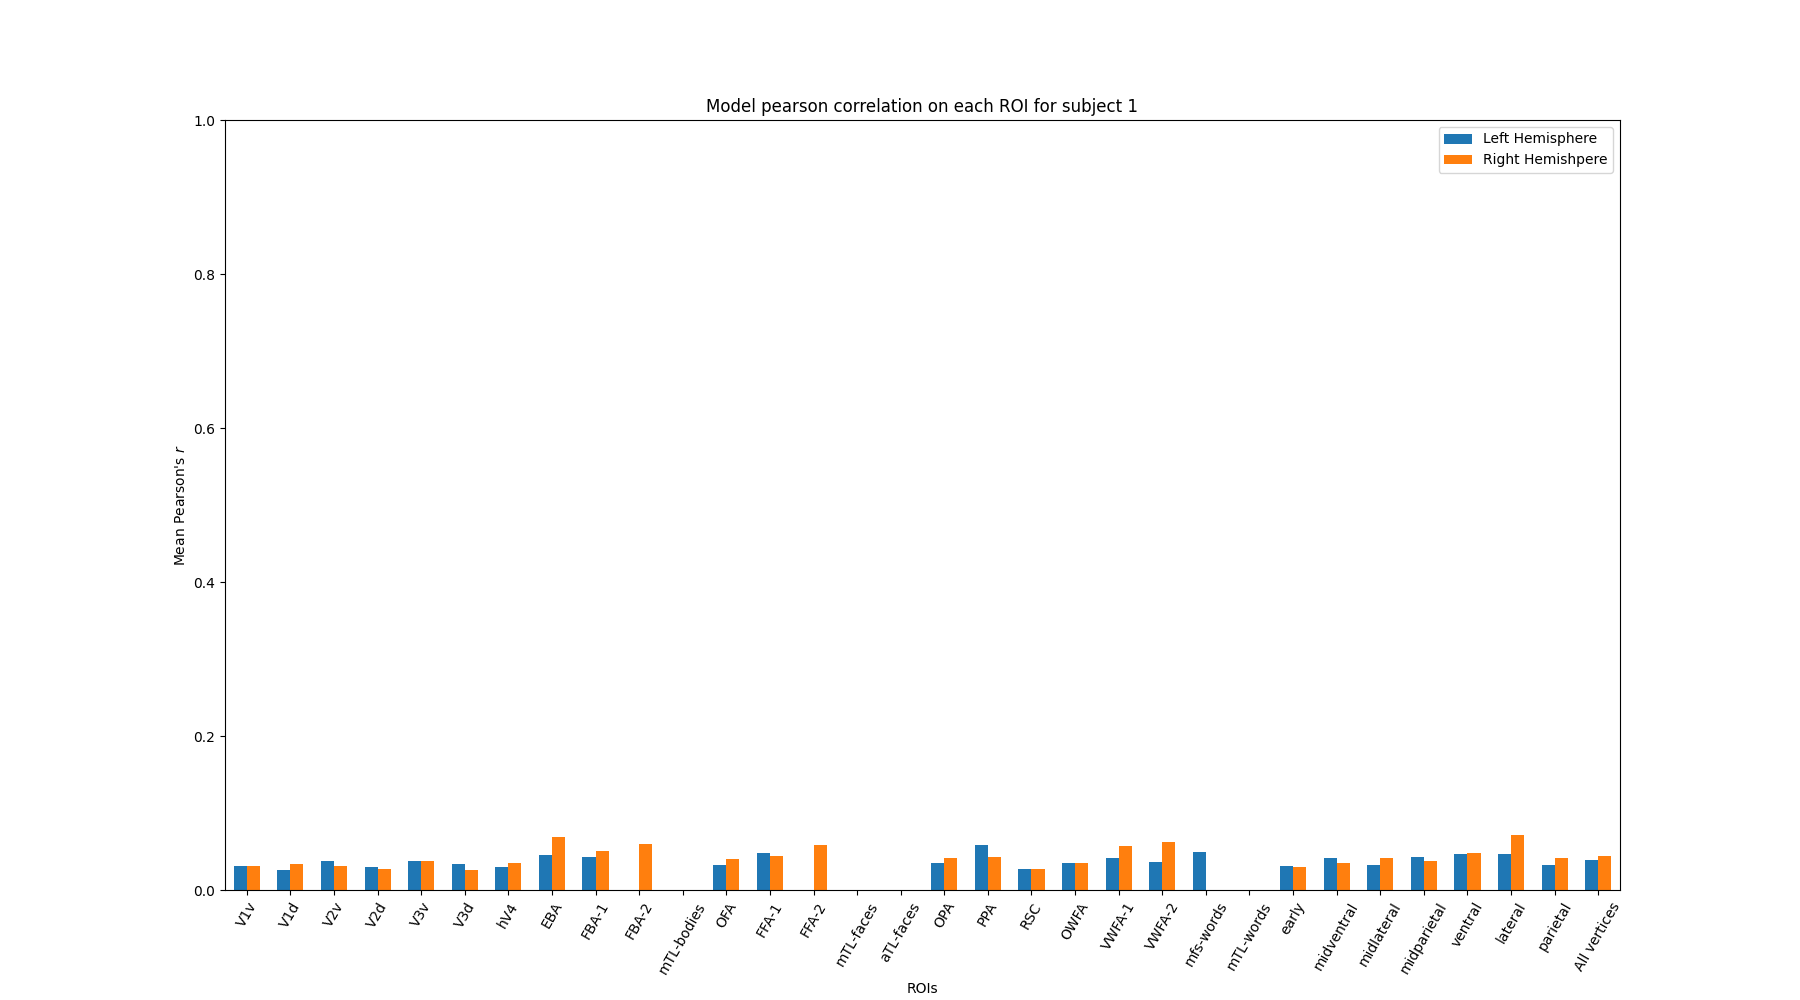 Model pearson correlation on each ROI for subject 1
Left Hemisphere
Right Hemishpere
1.0
0.8
0.6
0.4
0.2
0.0
Mean Pearson's r
V1v
V1d
V2v
V2d
V3v
V3d
hV4
EBA
FBA-1
FBA-2
mTL-bodies
OFA
FFA-1
FFA-2
mTL-faces
aTL-faces
OPA
PPA
RSC
OWFA
VWFA-1
VWFA-2
mfs-words
mTL-words
early
midventral
midlateral
midparietal
ventral
lateral
parietal
All vertices
ROIs